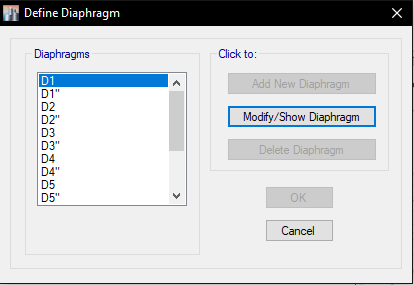 Define Diaphragm
Diaphragms
D1
D1"
D2
D2"
D3
D3"
D4
D4"
D5
D5"
Click to:
Add New Diaphragm
Modify/Show Diaphragm
Delete Diaphragm
OK
Cancel